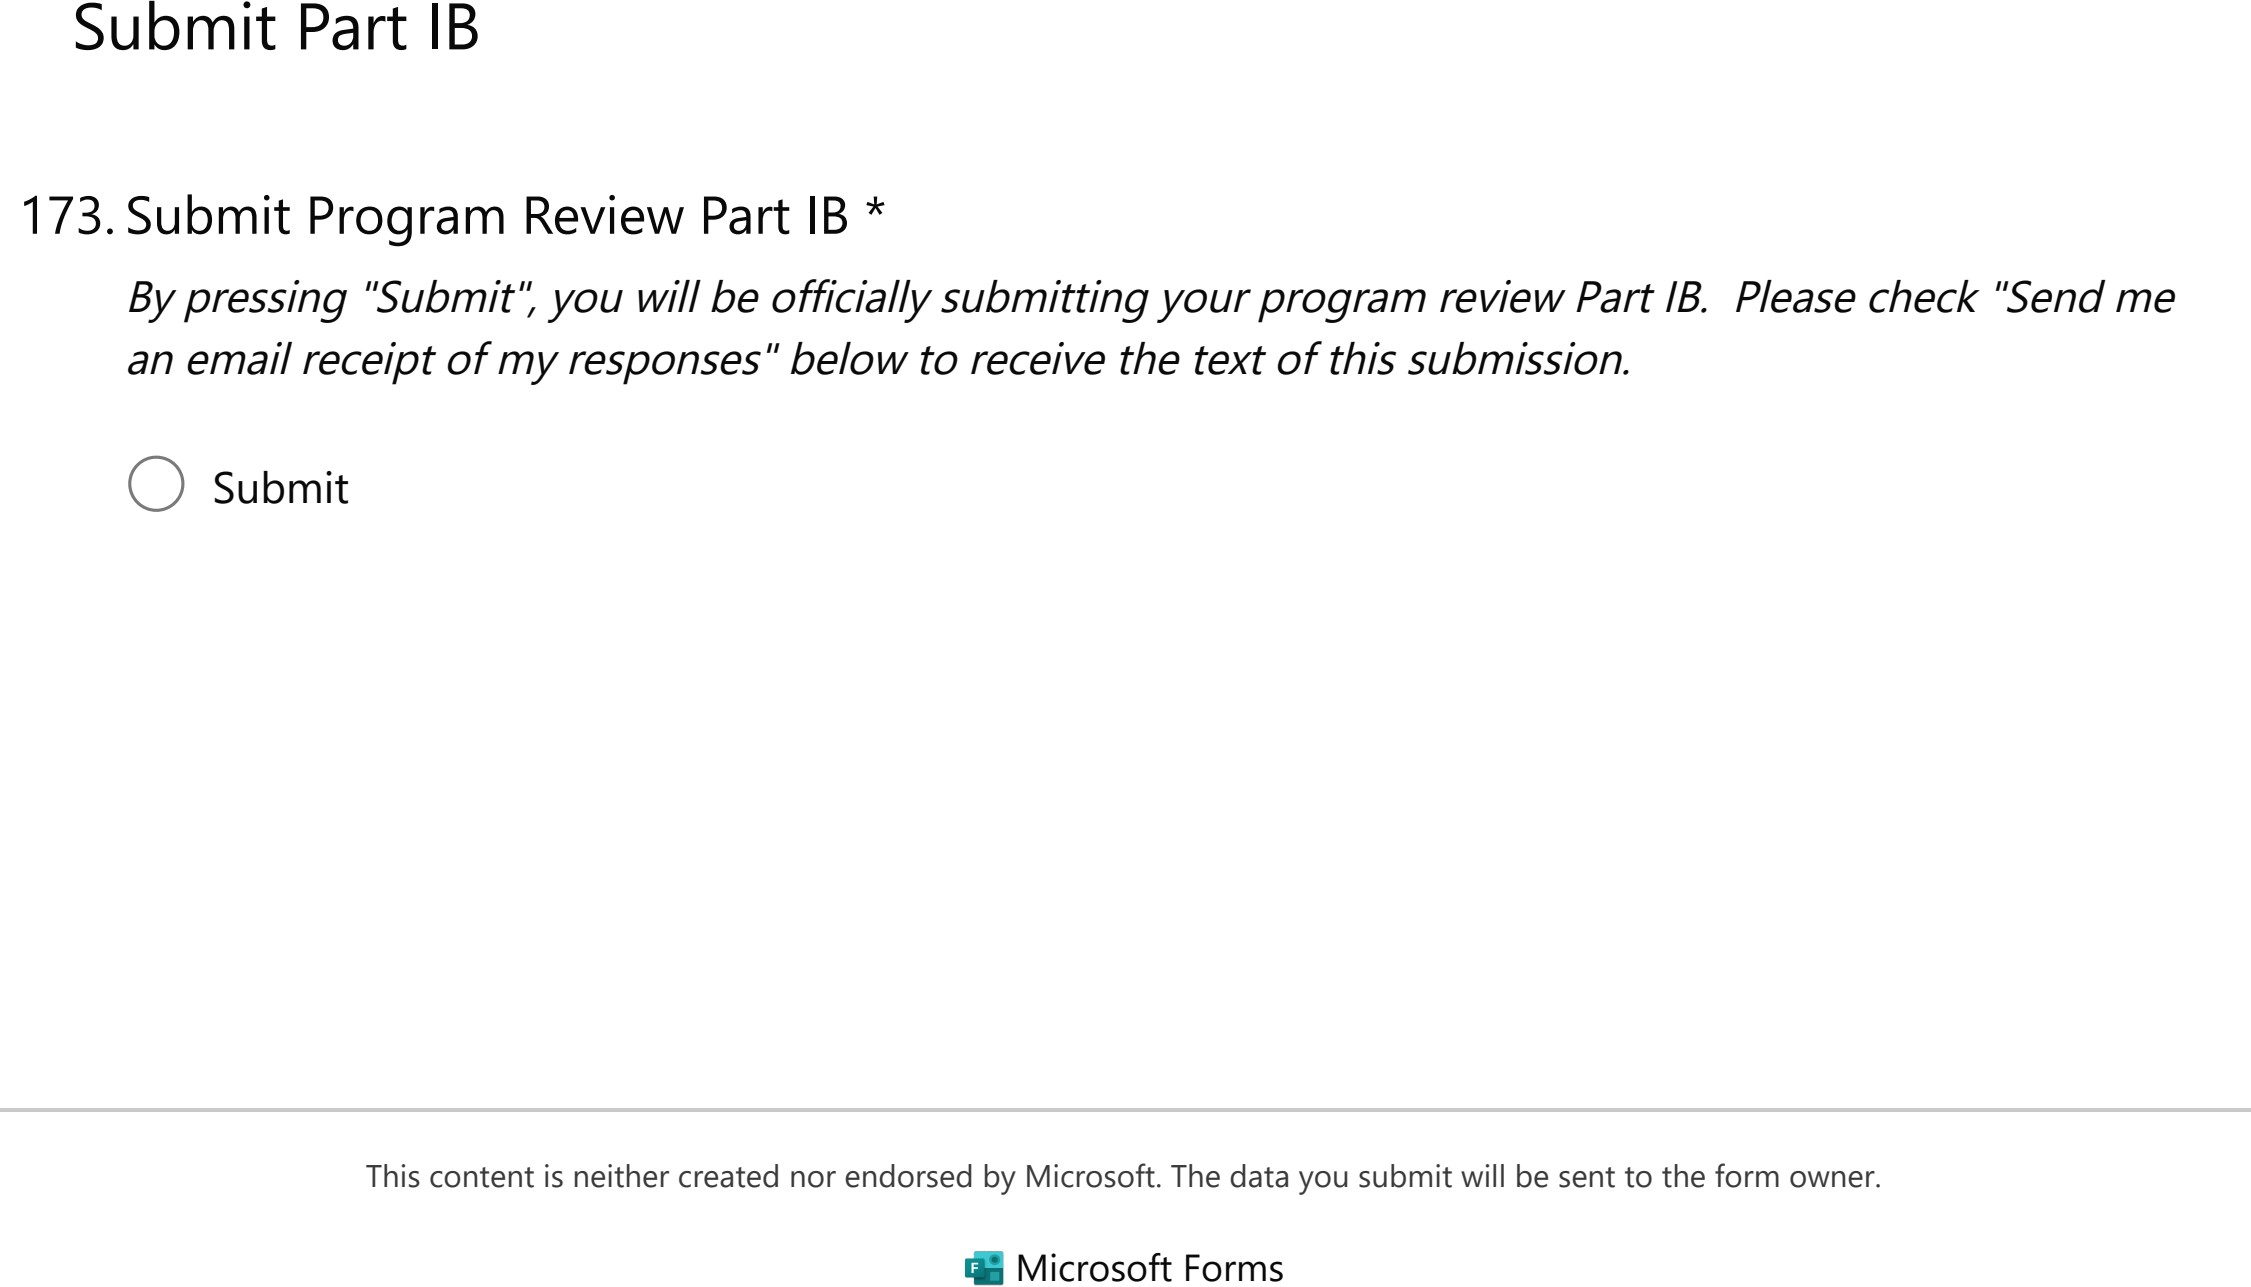 Submit Part IB
173. Submit Program Review Part IB *
By pressing "Submit", you will be officially submitting your program review Part IB.  Please check "Send me
an email receipt of my responses" below to receive the text of this submission.
Submit
This content is neither created nor endorsed by Microsoft. The data you submit will be sent to the form owner.
F Microsoft Forms